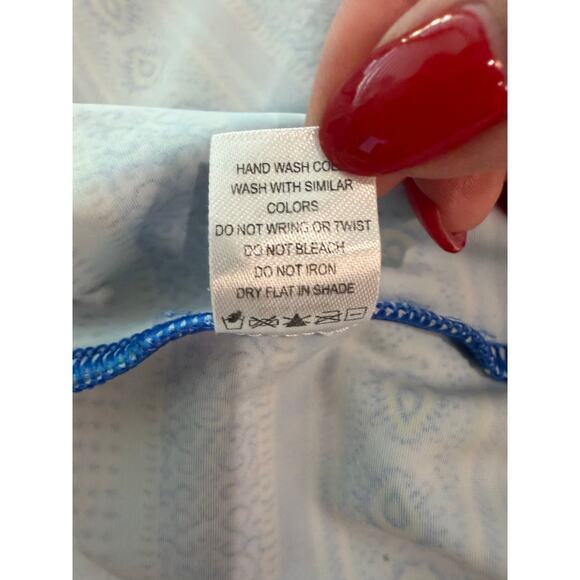 HAND WASH
WASH WITH SIMILAR
COLORS
DO NOT WRING OR TWIST
DO NOT BLEACH
DO NOT IRON
DRY FLAT IN SHADE